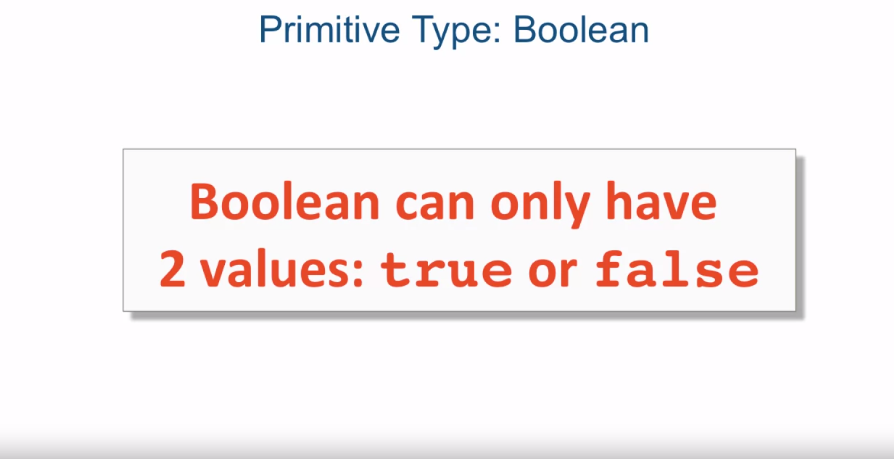 Primitive Type: Boolean
Boolean can only have
2 values: true or false